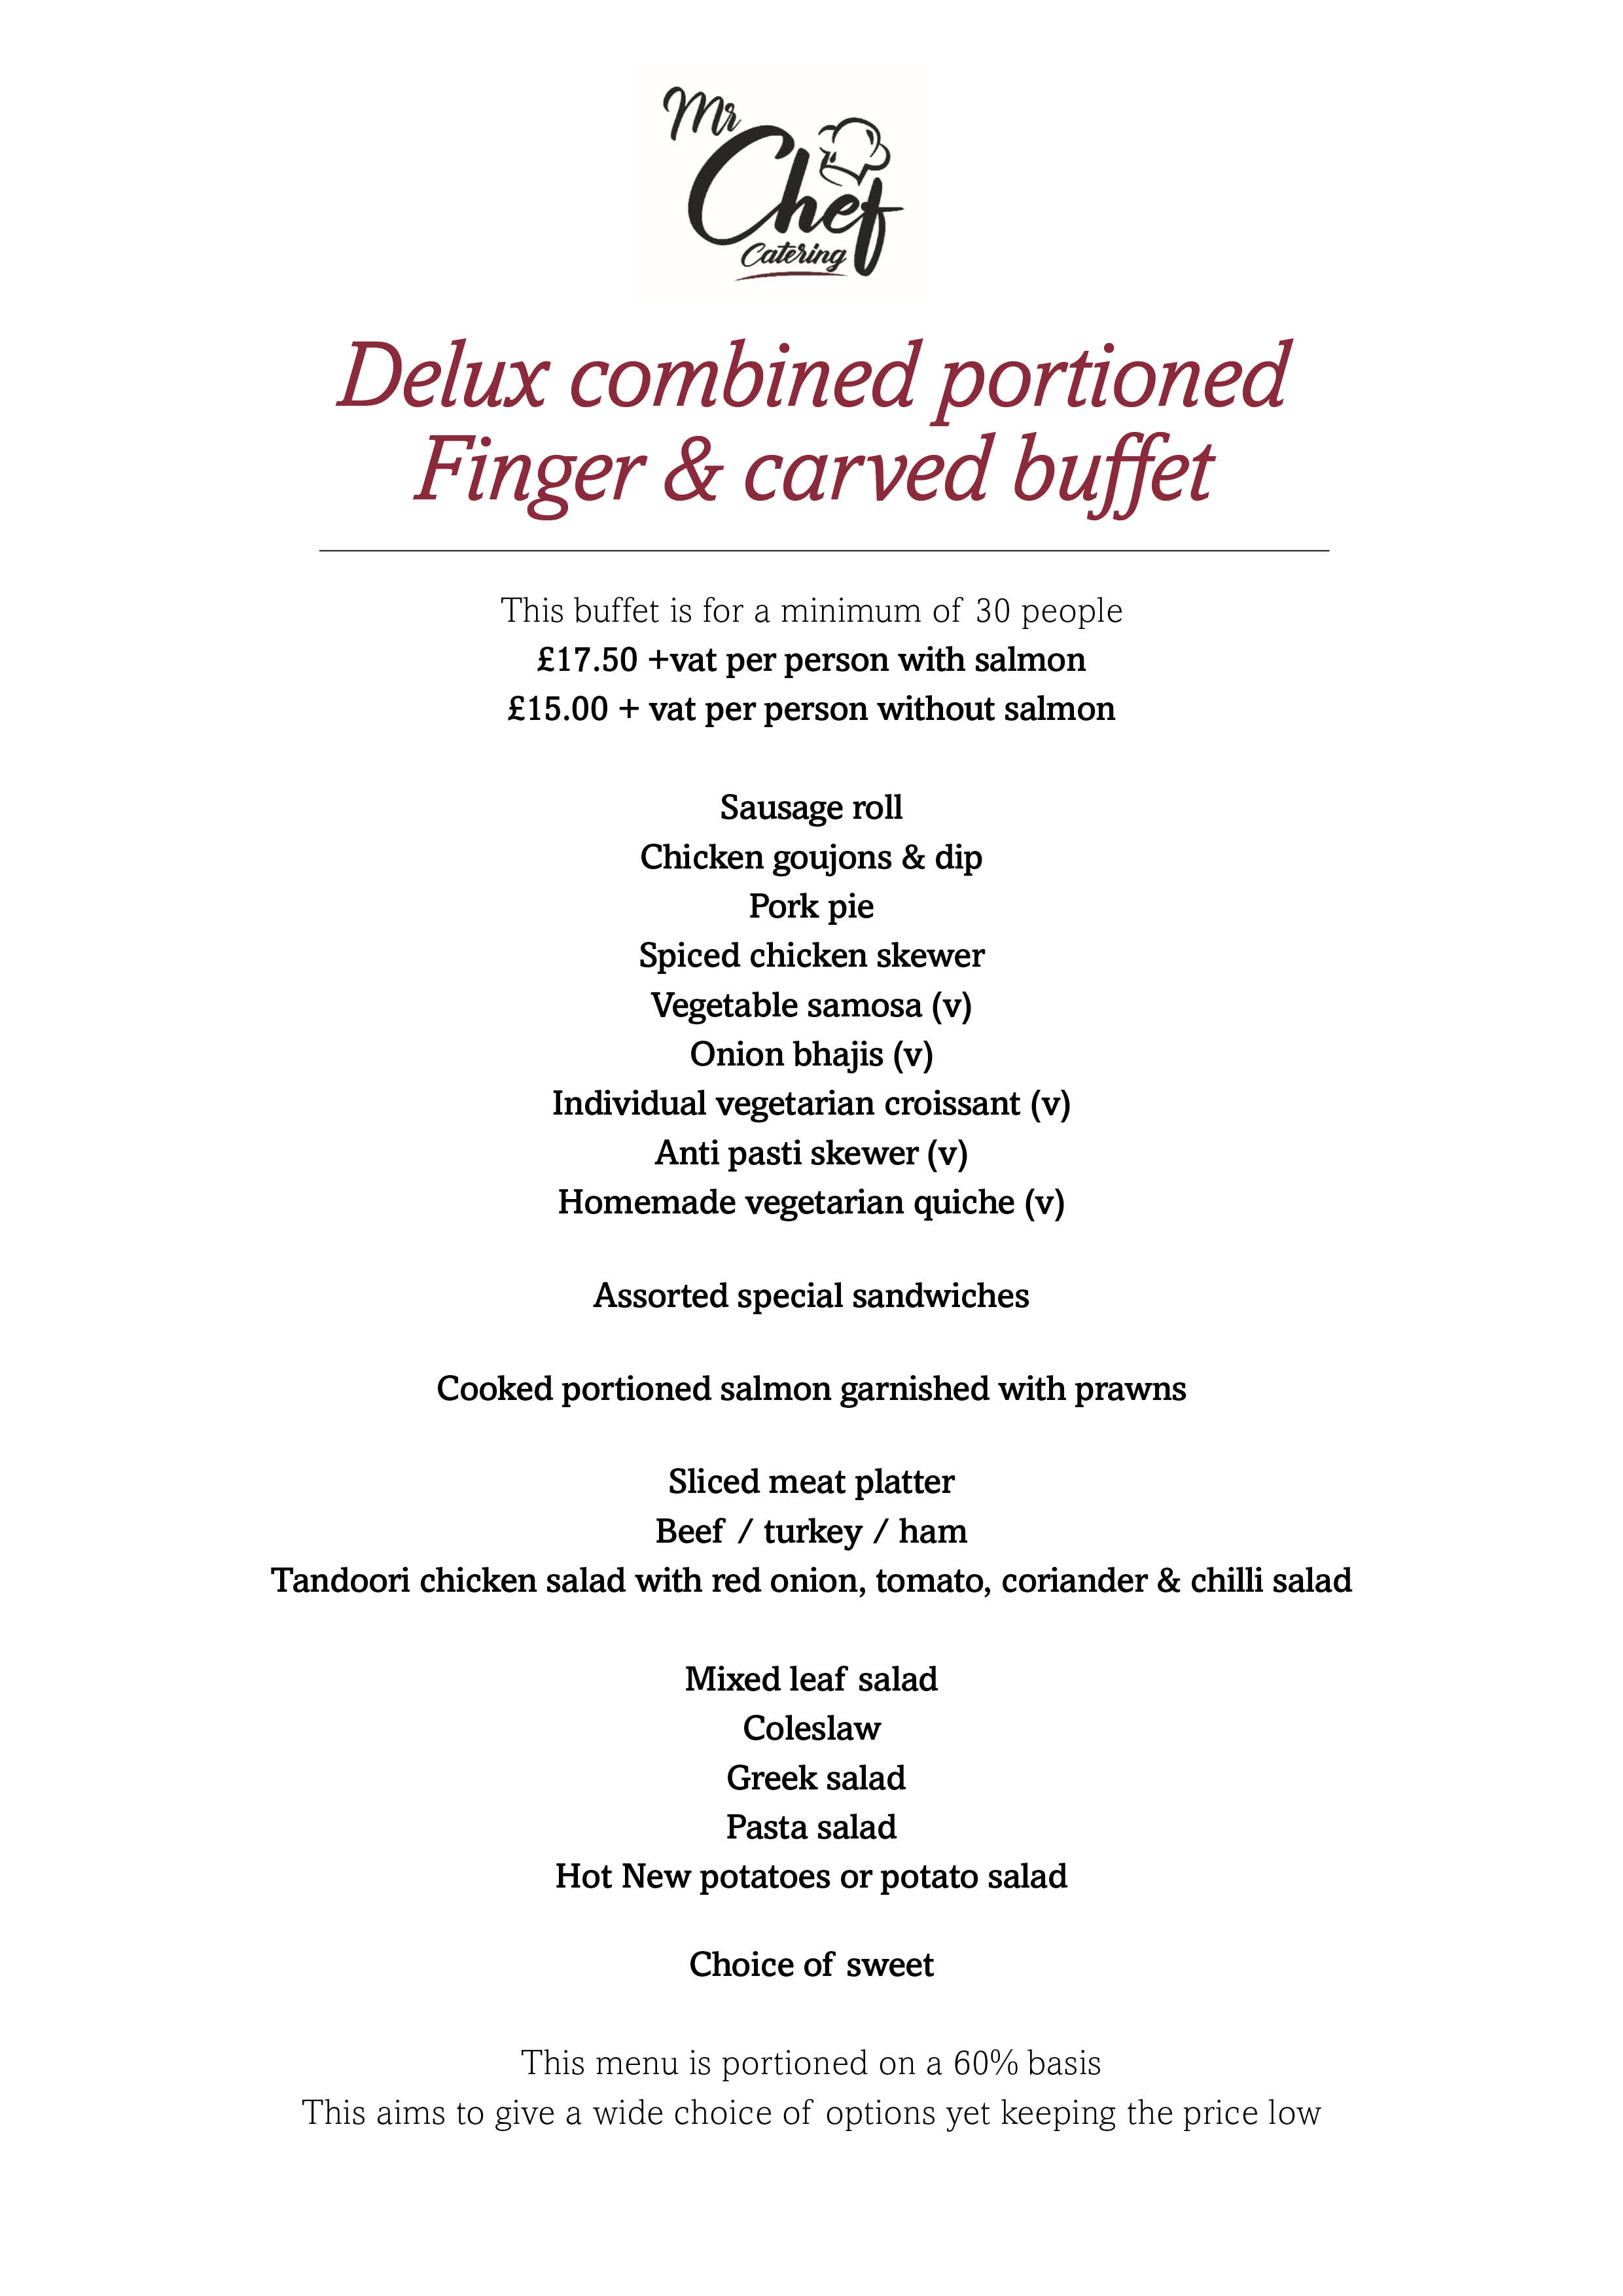 Mr
Chef
Catering
Delux combined portioned
Finger & carved buffet
This buffet is for a minimum of 30 people
£17.50 +vat per person with salmon
£15.00 + vat per person without salmon
Sausage roll
Chicken goujons & dip
Pork pie
Spiced chicken skewer
Vegetable samosa (v)
Onion bhajis (v)
Individual vegetarian croissant (v)
Anti pasti skewer (v)
Homemade vegetarian quiche (v)
Assorted special sandwiches
Cooked portioned salmon garnished with prawns
Sliced meat platter
Beef / turkey / ham
Tandoori chicken salad with red onion, tomato, coriander & chilli salad
Mixed leaf salad
Coleslaw
Greek salad
Pasta salad
Hot New potatoes or potato salad
Choice of sweet
This menu is portioned on a 60% basis
This aims to give a wide choice of options yet keeping the price low